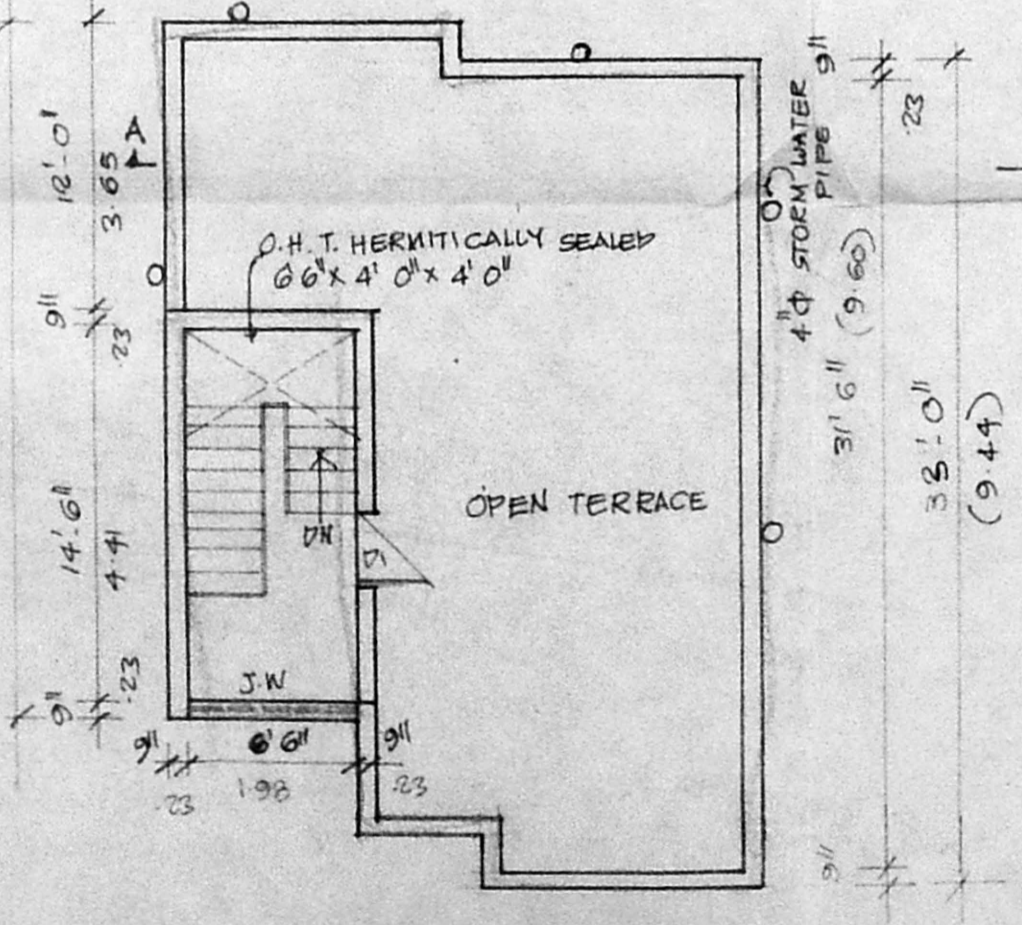 A
12'-0"
3 65
9"
.23
O.H.T. HERMITICALLY SEALED
6'6" X 4' 0" X 4' 0"
4"Φ STORM WATER
PIPE
9"
.23
31' 6"
(9.60)
33'-0"
(9.44)
OPEN TERRACE
DN
D1
14'.6"
4.41
9"
.23
J.W
9"
6' 6"
9"
.23
1.98
.23
9"